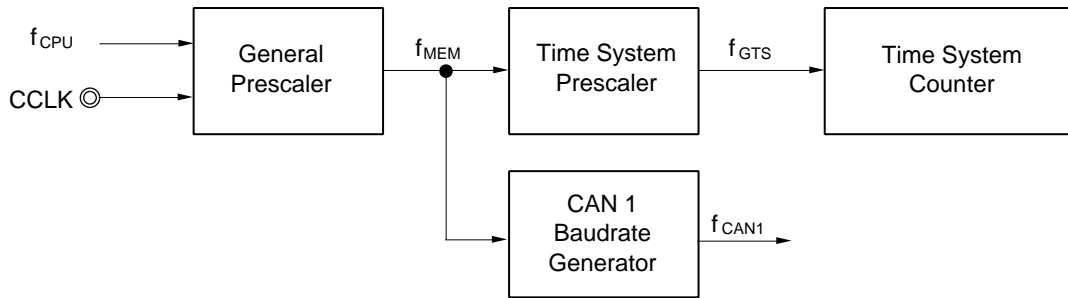 fCPU
CCLK
General
Prescaler
fMEM
Time System
Prescaler
fGTS
Time System
Counter
CAN 1
Baudrate
Generator
fCAN1